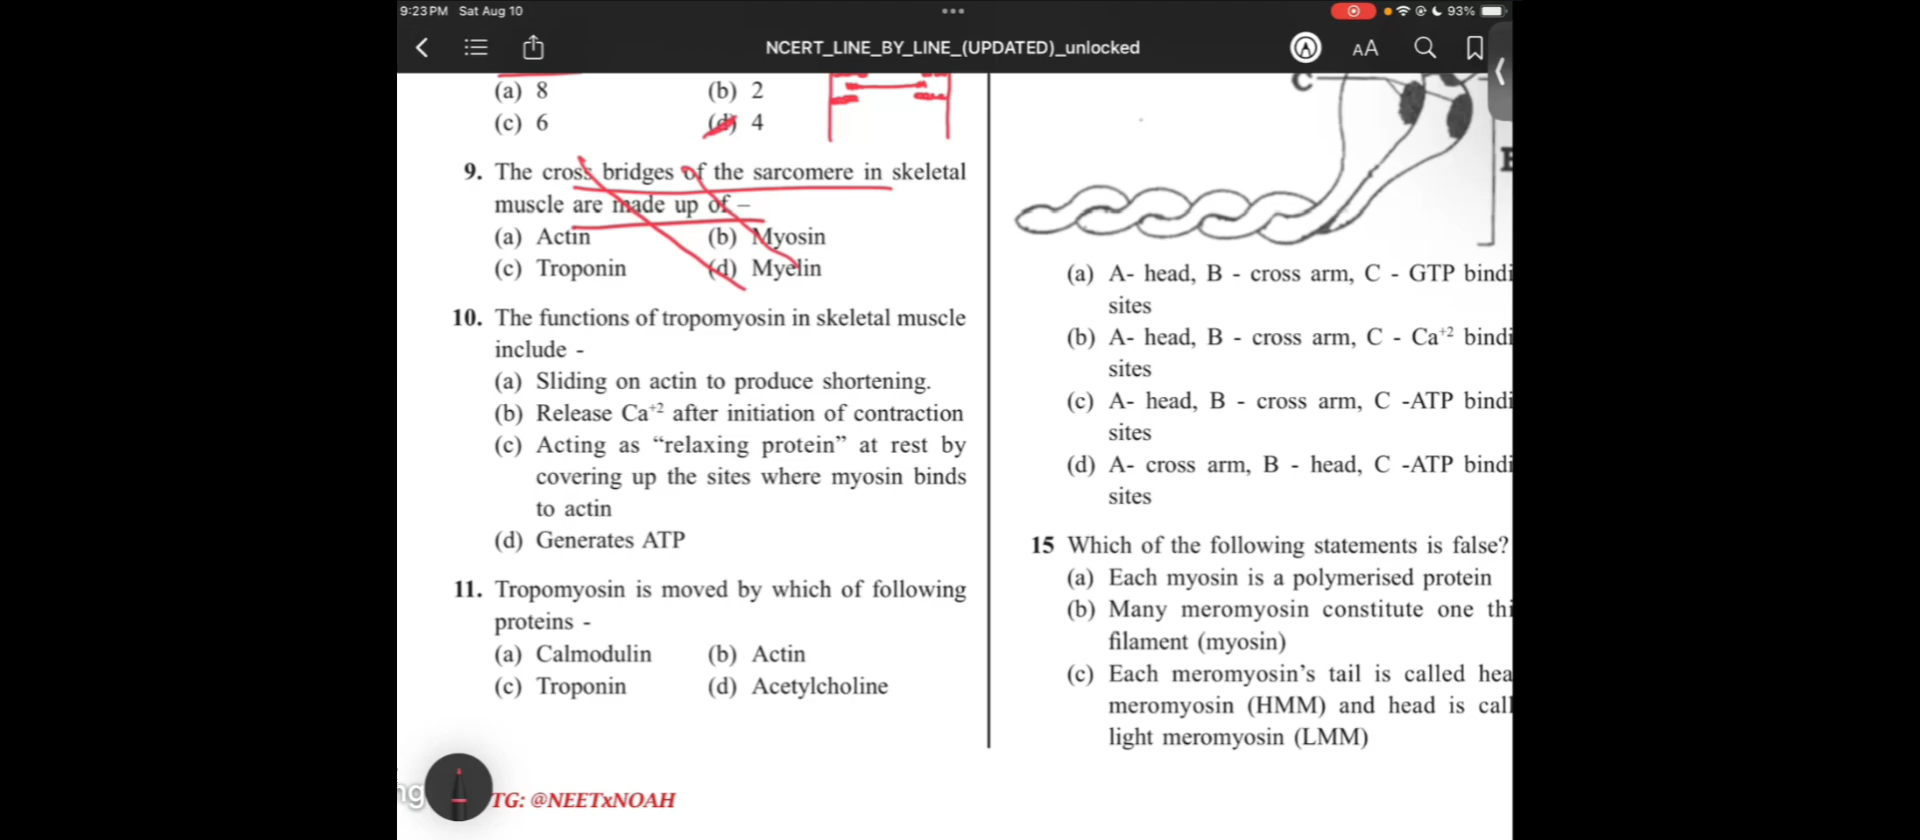 9:23 PM Sat Aug 10
93%
NCERT_LINE_BY_LINE_(UPDATED)_unlocked
AA
(a) 8 (b) 2
(c) 6 (d) 4
9. The cross bridges of the sarcomere in skeletal
muscle are made up of –
(a) Actin (b) Myosin
(c) Troponin (d) Myelin
10. The functions of tropomyosin in skeletal muscle
include -
(a) Sliding on actin to produce shortening.
(b) Release Ca+2 after initiation of contraction
(c) Acting as “relaxing protein” at rest by
covering up the sites where myosin binds
to actin
(d) Generates ATP
11. Tropomyosin is moved by which of following
proteins -
(a) Calmodulin (b) Actin
(c) Troponin (d) Acetylcholine
TG: @NEETxNOAH
C
(a) A- head, B - cross arm, C - GTP bindi
sites
(b) A- head, B - cross arm, C - Ca+2 bindi
sites
(c) A- head, B - cross arm, C -ATP bindi
sites
(d) A- cross arm, B - head, C -ATP bindi
sites
15 Which of the following statements is false?
(a) Each myosin is a polymerised protein
(b) Many meromyosin constitute one thi
filament (myosin)
(c) Each meromyosin’s tail is called hea
meromyosin (HMM) and head is call
light meromyosin (LMM)